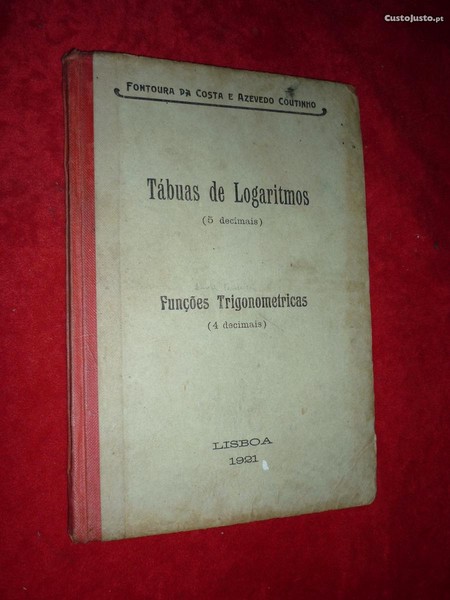 CustoJusto.pt
FONTOURA DA COSTA E AZEVEDO COUTINHO
Tábuas de Logaritmos
(5 decimais)
Funções Trigonometricas
(4 decimais)
LISBOA
1921